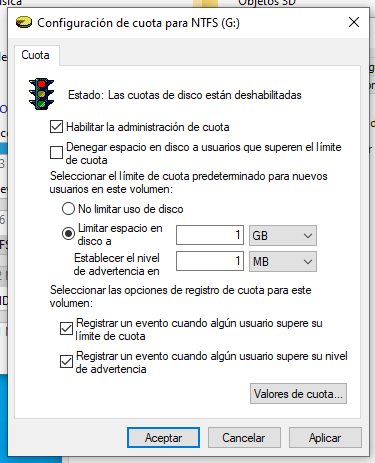 Objetos 3D
Configuración de cuota para NTFS (G:)
Cuota
Estado: Las cuotas de disco están deshabilitadas
Habilitar la administración de cuota
Denegar espacio en disco a usuarios que superen el límite
de cuota
Seleccionar el límite de cuota predeterminado para nuevos
usuarios en este volumen:
No limitar uso de disco
Limitar espacio en
disco a
1 GB
Establecer el nivel
de advertencia en
1 MB
Seleccionar las opciones de registro de cuota para este
volumen:
Registrar un evento cuando algún usuario supere su
límite de cuota
Registrar un evento cuando algún usuario supere su nivel
de advertencia
Valores de cuota...
Aceptar Cancelar Aplicar